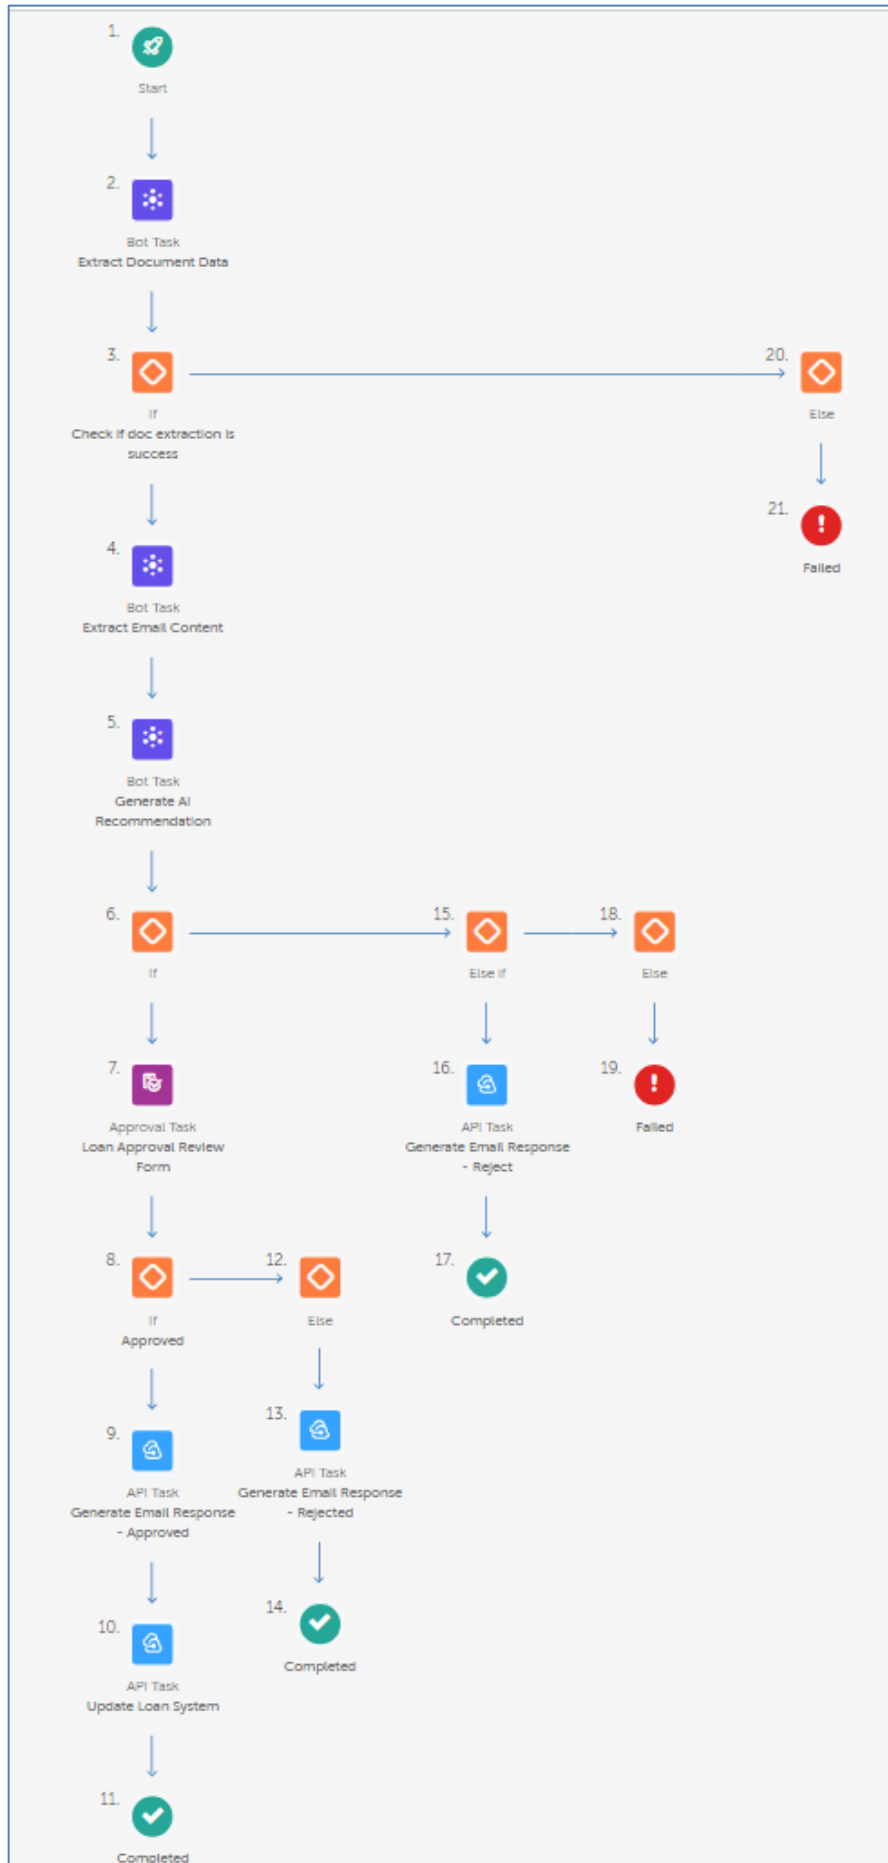 1.
Start
2.
Bot Task
Extract Document Data
3.
20.
If
Else
Check if doc extraction is
success
21.
Failed
4.
Bot Task
Extract Email Content
5.
Bot Task
Generate AI
Recommendation
6.
15.
18.
If
Else If
Else
7.
16.
19.
Approval Task
API Task
Failed
Loan Approval Review
Generate Email Response
Form
- Reject
8.
12.
17.
If
Else
Completed
Approved
9.
13.
API Task
API Task
Generate Email Response
Generate Email Response
- Approved
- Rejected
10.
14.
API Task
Completed
Update Loan System
11.
Completed